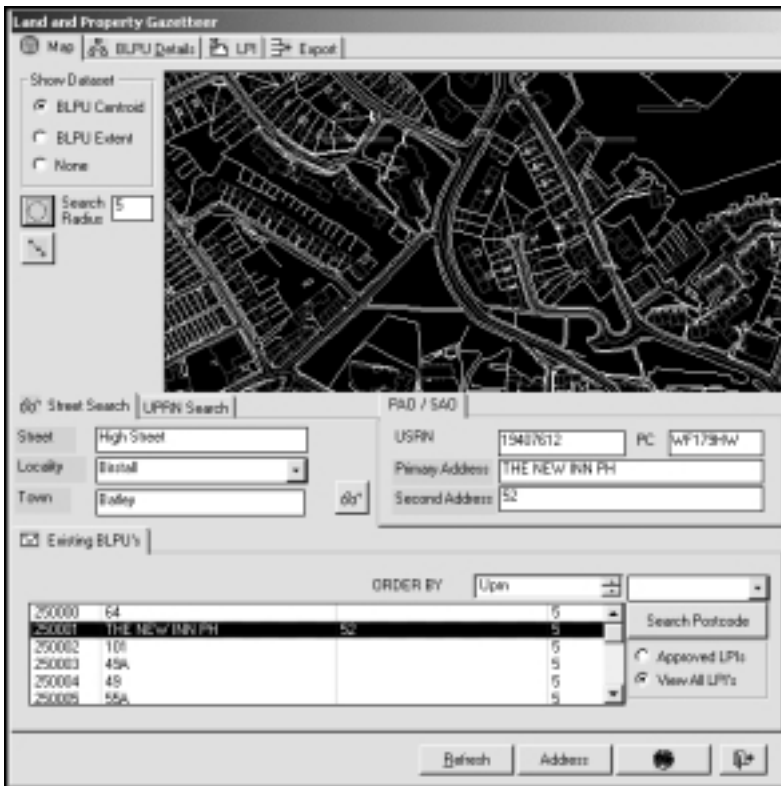 Land and Property Gazetteer
Map BLPU Details LPI Export
Show Dataset
BLPU Centroid
BLPU Extent
None
Search Radius 5
Street Search UPRN Search
Street High Street
Locality Birstall
Town Batley
PAO / SAO
USRN 19407612 PC WF179HW
Primary Address THE NEW INN PH
Second Address 52
Existing BLPU's
ORDER BY Uprn
250000 64 5
250001 THE NEW INN PH 52 5
250002 101 5
250003 49A 5
250004 49 5
250005 55A 5
Search Postcode
Approved LPIs
View All LPI's
Refresh Address